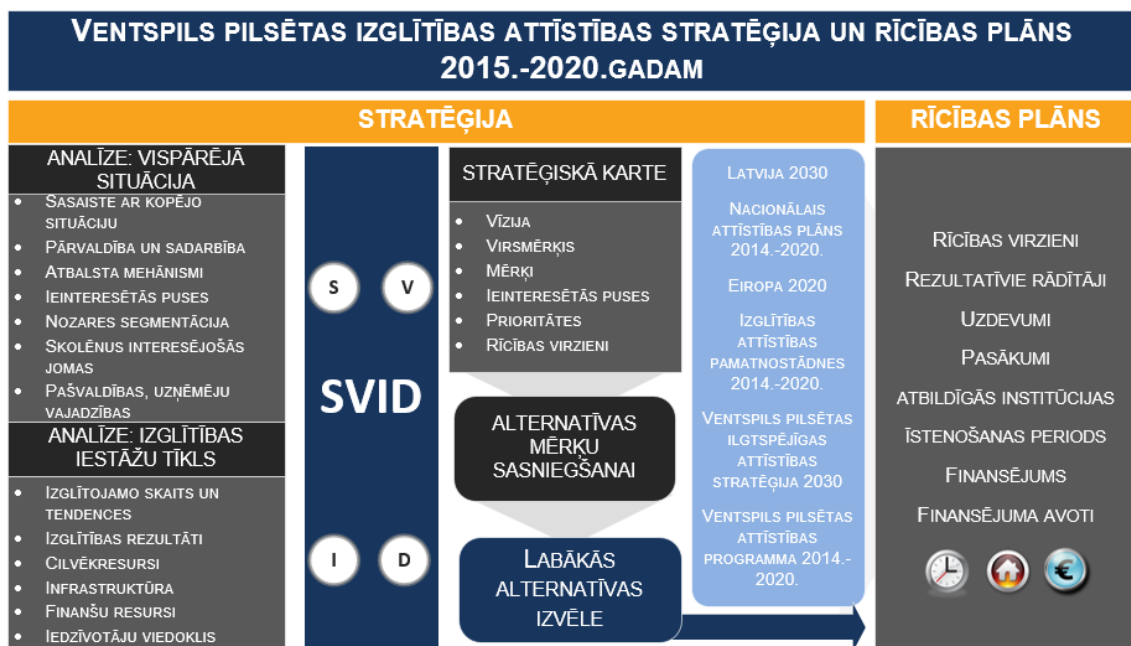 VENTSPILS PILSĒTAS IZGLĪTĪBAS ATTĪSTĪBAS STRATĒĢIJA UN RĪCĪBAS PLĀNS
2015.-2020.GADAM
STRATĒĢIJA
RĪCĪBAS PLĀNS
ANALĪZE: VISPĀRĒJĀ
SITUĀCIJA
• SASAISTE AR KOPĒJO
SITUĀCIJU
• PĀRVALDĪBA UN SADARBĪBA
• ATBALSTA MEHĀNISMI
• IEINTERESĒTĀS PUSES
• NOZARES SEGMENTĀCIJA
• SKOLĒNUS INTERESĒJOŠĀS
JOMAS
• PAŠVALDĪBAS, UZŅĒMĒJU
VAJADZĪBAS
ANALĪZE: IZGLĪTĪBAS
IESTĀŽU TĪKLS
• IZGLĪTOJAMO SKAITS UN
TENDENCES
• IZGLĪTĪBAS REZULTĀTI
• CILVĒKRESURSI
• INFRASTRUKTŪRA
• FINANŠU RESURSI
• IEDZĪVOTĀJU VIEDOKLIS
S V
SVID
I D
STRATĒĢISKĀ KARTE
• VĪZIJA
• VIRSMĒRĶIS
• MĒRĶI
• IEINTERESĒTĀS PUSES
• PRIORITĀTES
• RĪCĪBAS VIRZIENI
ALTERNATĪVAS
MĒRĶU
SASNIEGŠANAI
LABĀKĀS
ALTERNATĪVAS
IZVĒLE
LATVIJA 2030
NACIONĀLAIS
ATTĪSTĪBAS PLĀNS
2014.-2020.
EIROPA 2020
IZGLĪTĪBAS
ATTĪSTĪBAS
PAMATNOSTĀDNES
2014.-2020.
VENTSPILS PILSĒTAS
ILGTSPĒJĪGAS
ATTĪSTĪBAS
STRATĒĢIJA 2030
VENTSPILS PILSĒTAS
ATTĪSTĪBAS
PROGRAMMA 2014.-
2020.
RĪCĪBAS VIRZIENI
REZULTATĪVIE RĀDĪTĀJI
UZDEVUMI
PASĀKUMI
ATBILDĪGĀS INSTITŪCIJAS
ĪSTENOŠANAS PERIODS
FINANSĒJUMS
FINANSĒJUMA AVOTI
€